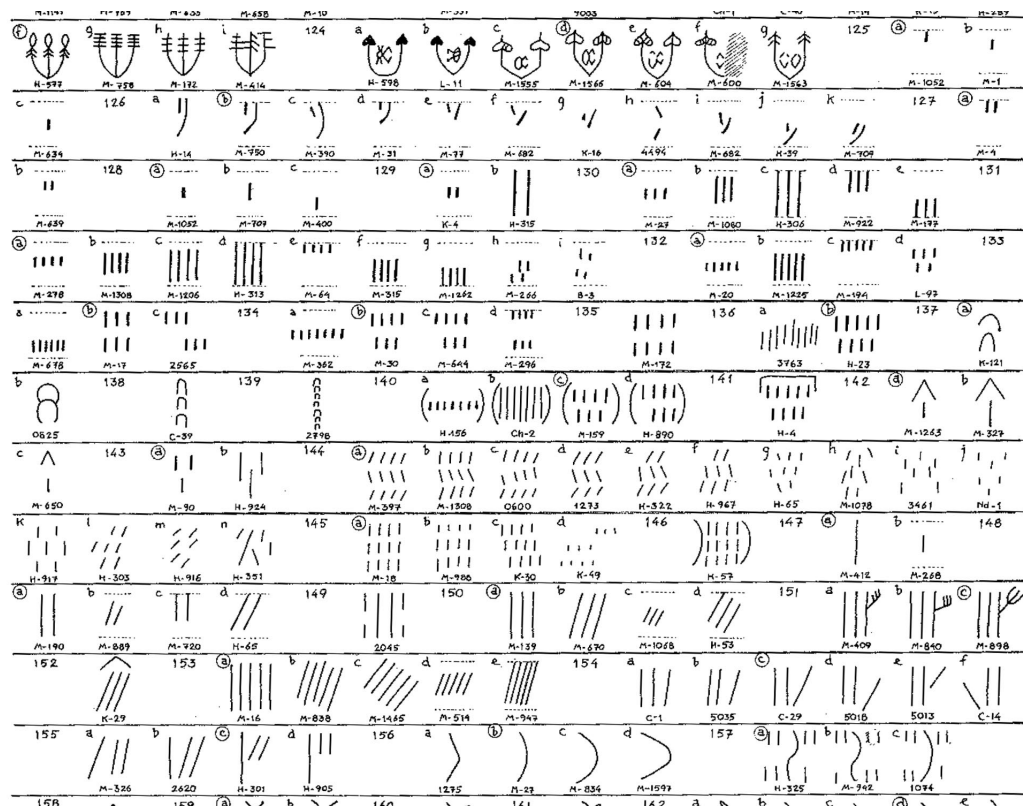 f g h i 124 a b c d e f g 125 a b
H-577 M-758 M-172 M-414 H-598 L-11 M-1555 M-1566 M-604 M-600 M-1563 M-1052 M-1
c 126 a b c d e f g h i j k 127 a
M-634 H-14 M-750 M-390 M-31 M-77 M-682 K-16 4494 M-682 K-39 M-707 M-4
b 128 a b c 129 a b 130 a b c d e 131
M-639 M-1052 M-707 M-400 K-4 H-315 M-27 M-1080 H-306 M-922 M-177
a b c d e f g h i 132 a b c d 133
M-278 M-1308 M-1206 H-313 M-64 M-315 M-1262 M-266 B-3 M-20 M-1225 M-194 L-97
a b c 134 a b c d 135 136 a b 137 a
M-678 M-17 2565 M-362 M-30 M-644 M-296 M-172 3763 H-23 K-121
b 138 139 140 a b c d 141 142 a b
0825 C-39 2798 H-156 Ch-2 M-159 H-890 H-4 M-1263 M-327
c 143 a b 144 a b c d e f g h i j
M-650 M-90 H-924 M-397 M-1308 0600 1273 H-322 H-967 H-65 M-1078 3461 Nd-1
k l m n 145 a b c d 146 147 a b 148
H-917 H-303 H-916 H-351 M-18 M-988 K-30 K-49 H-57 M-412 M-268
a b c d 149 150 a b c d 151 a b c
M-190 M-889 M-720 H-65 2045 M-139 M-670 M-1068 H-53 M-409 M-840 M-898
152 153 a b c d e 154 a b c d e f
K-29 M-16 M-838 M-1465 M-514 M-947 C-1 5035 C-29 5018 5013 C-14
155 a b c d 156 a b c d 157 a b c
M-326 2620 H-301 H-905 1275 M-27 M-834 M-1597 H-325 M-942 1074